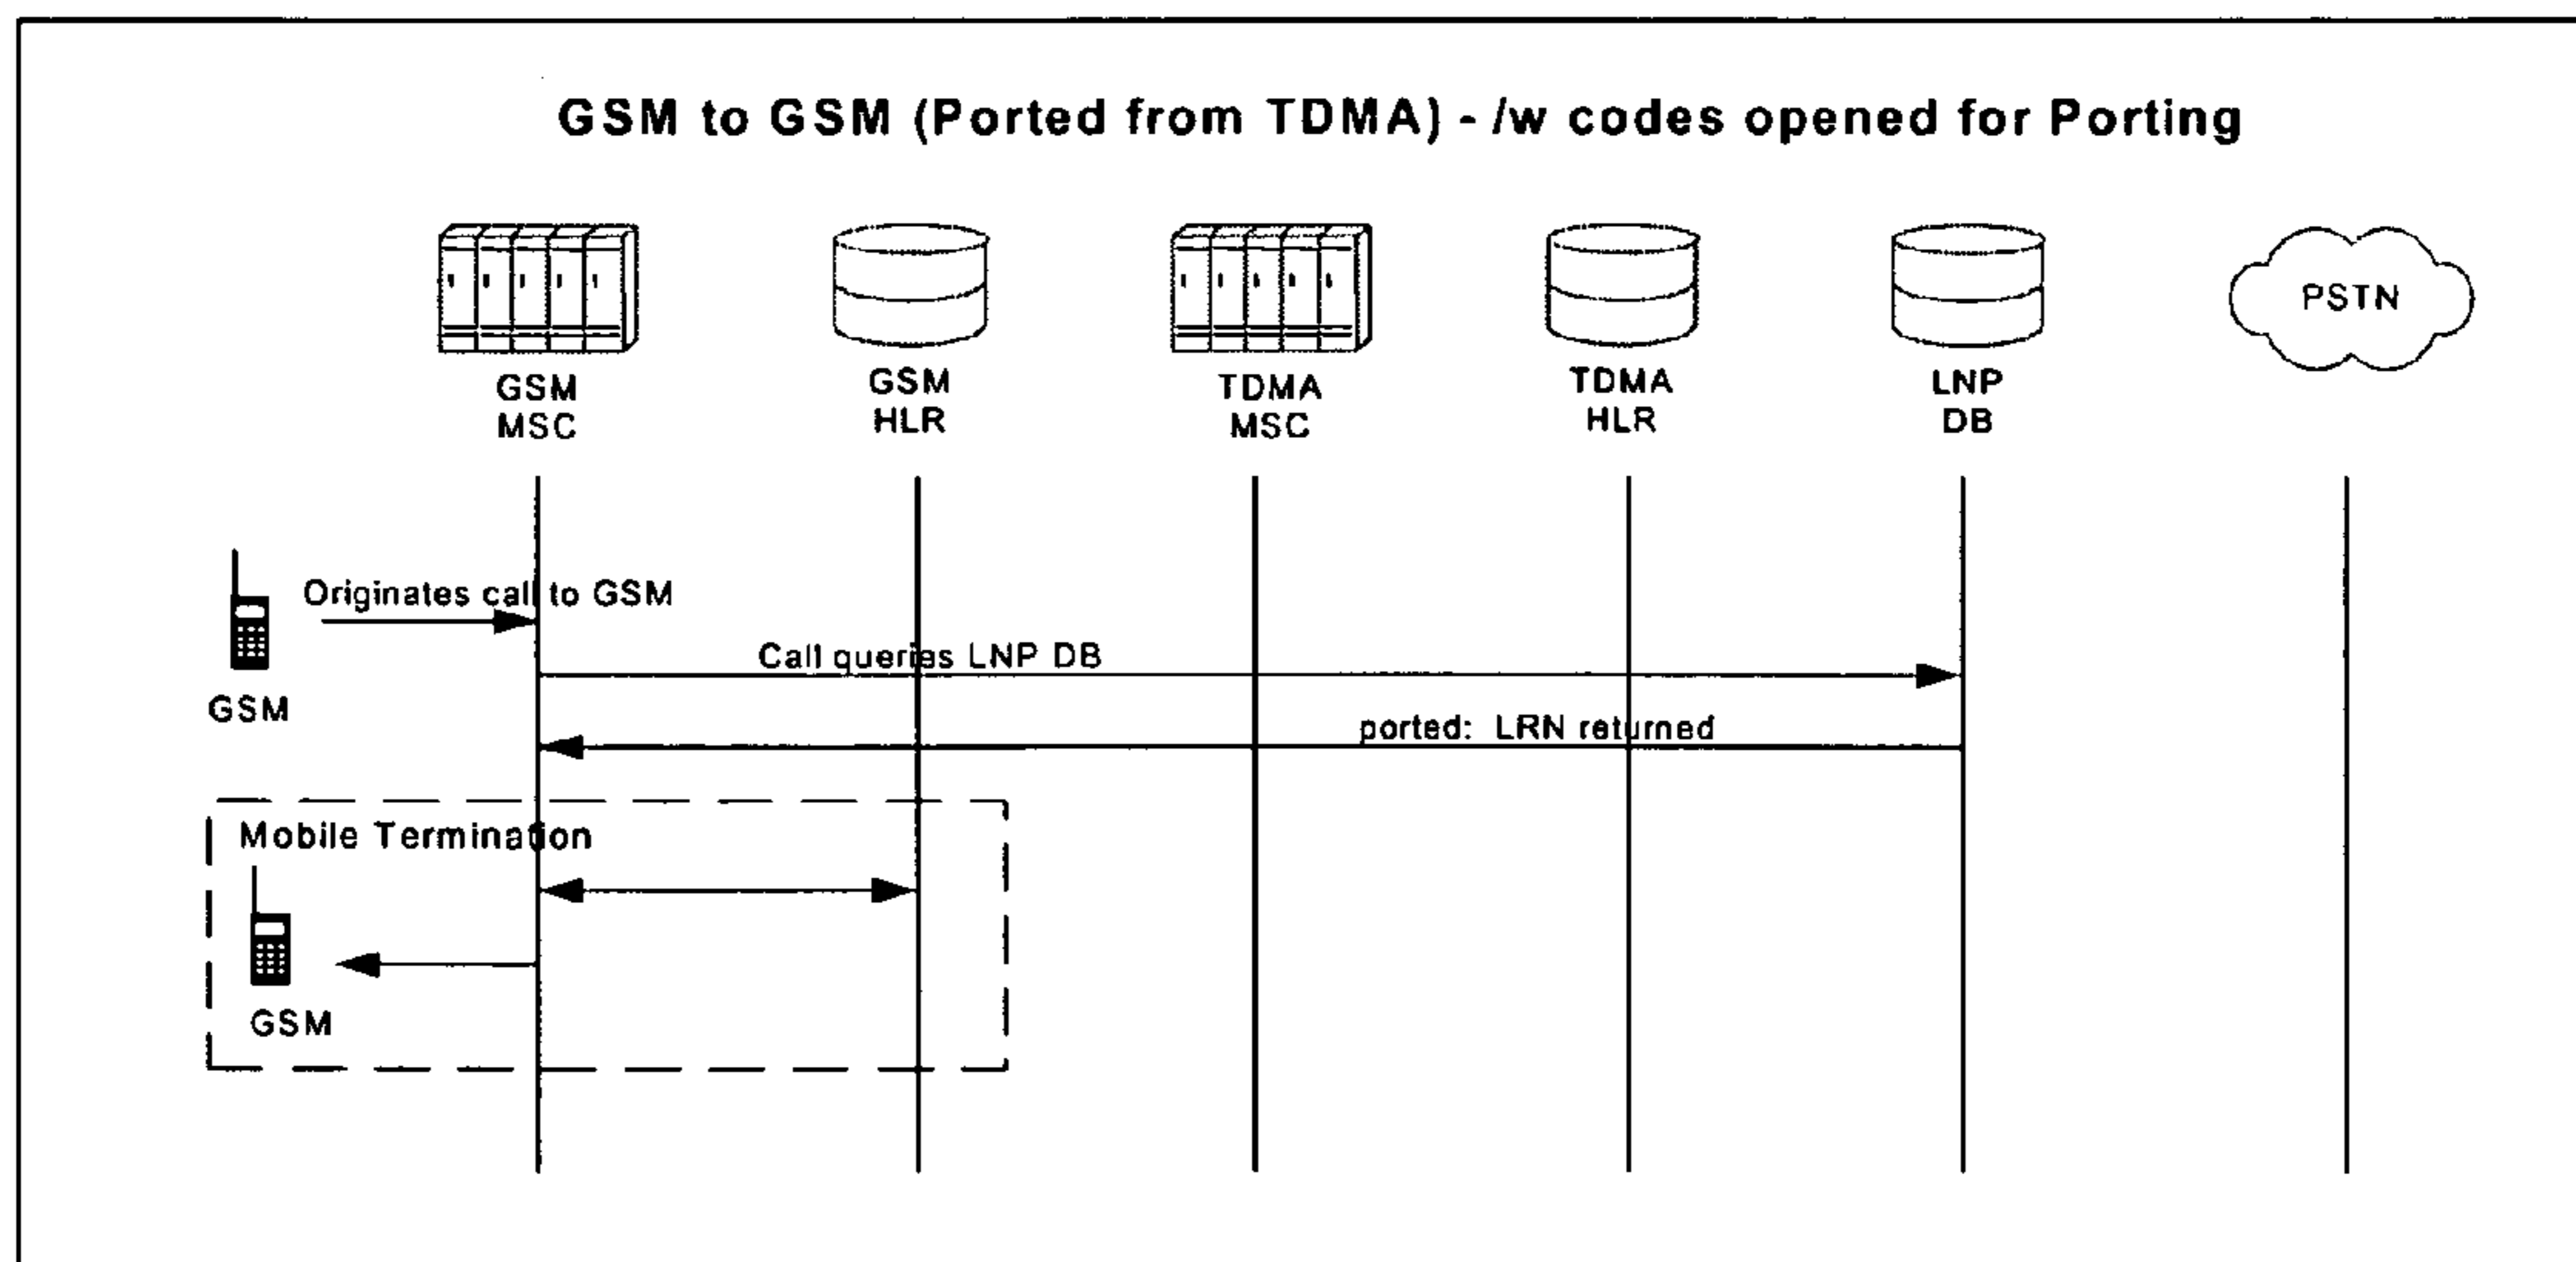 GSM to GSM (Ported from TDMA) - /w codes opened for Porting
GSM
MSC
GSM
HLR
TDMA
MSC
TDMA
HLR
LNP
DB
PSTN
Originates call to GSM
GSM
Call queries LNP DB
ported: LRN returned
Mobile Termination
GSM